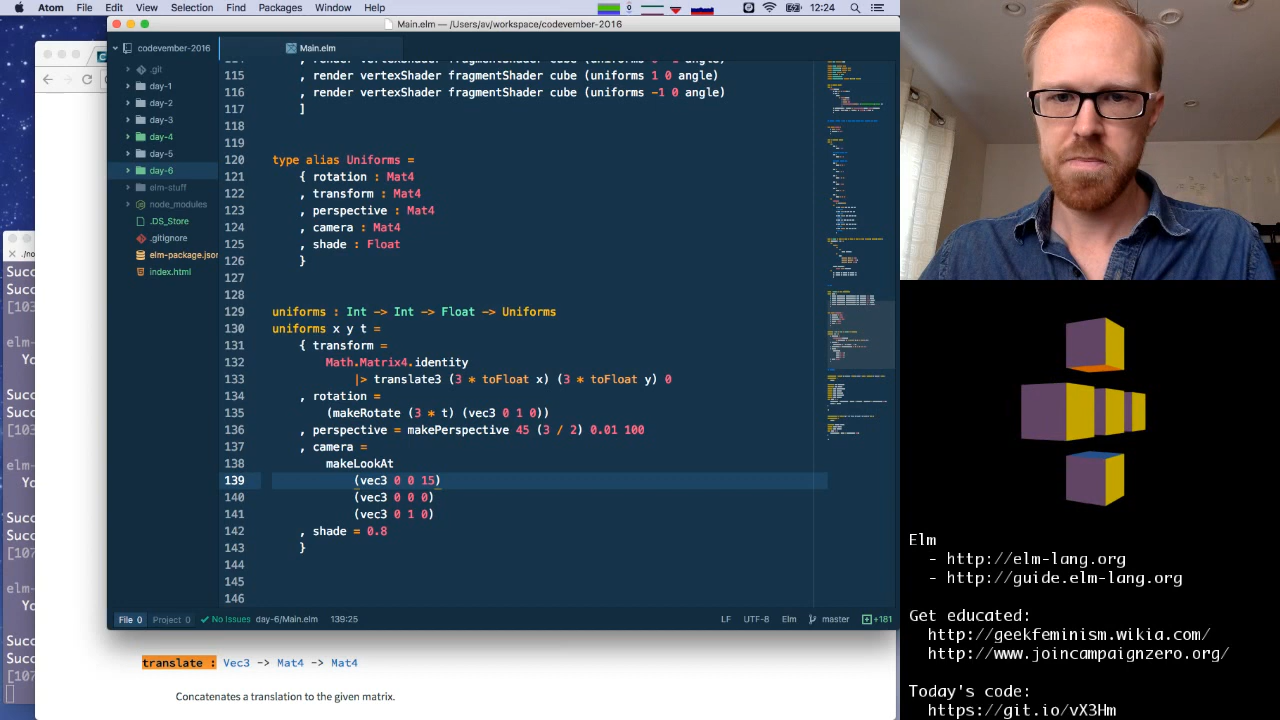 Atom File Edit View Selection Find Packages Window Help 12:24
Main.elm — /Users/av/workspace/codevember-2016
codevember-2016
.git
day-1
day-2
day-3
day-4
day-5
day-6
elm-stuff
node_modules
.DS_Store
.gitignore
elm-package.json
index.html
Main.elm
115 , render vertexShader fragmentShader cube (uniforms 1 0 angle)
116 , render vertexShader fragmentShader cube (uniforms -1 0 angle)
117 ]
118
119
120 type alias Uniforms =
121 { rotation : Mat4
122 , transform : Mat4
123 , perspective : Mat4
124 , camera : Mat4
125 , shade : Float
126 }
127
128
129 uniforms : Int -> Int -> Float -> Uniforms
130 uniforms x y t =
131 { transform =
132 Math.Matrix4.identity
133 |> translate3 (3 * toFloat x) (3 * toFloat y) 0
134 , rotation =
135 (makeRotate (3 * t) (vec3 0 1 0))
136 , perspective = makePerspective 45 (3 / 2) 0.01 100
137 , camera =
138 makeLookAt
139 (vec3 0 0 15)
140 (vec3 0 0 0)
141 (vec3 0 1 0)
142 , shade = 0.8
143 }
144
145
146
File 0 Project 0 No Issues day-6/Main.elm 139:25 LF UTF-8 Elm master +181
translate : Vec3 -> Mat4 -> Mat4
Concatenates a translation to the given matrix.
Elm
- http://elm-lang.org
- http://guide.elm-lang.org
Get educated:
http://geekfeminism.wikia.com/
http://www.joincampaignzero.org/
Today's code:
https://git.io/vX3Hm